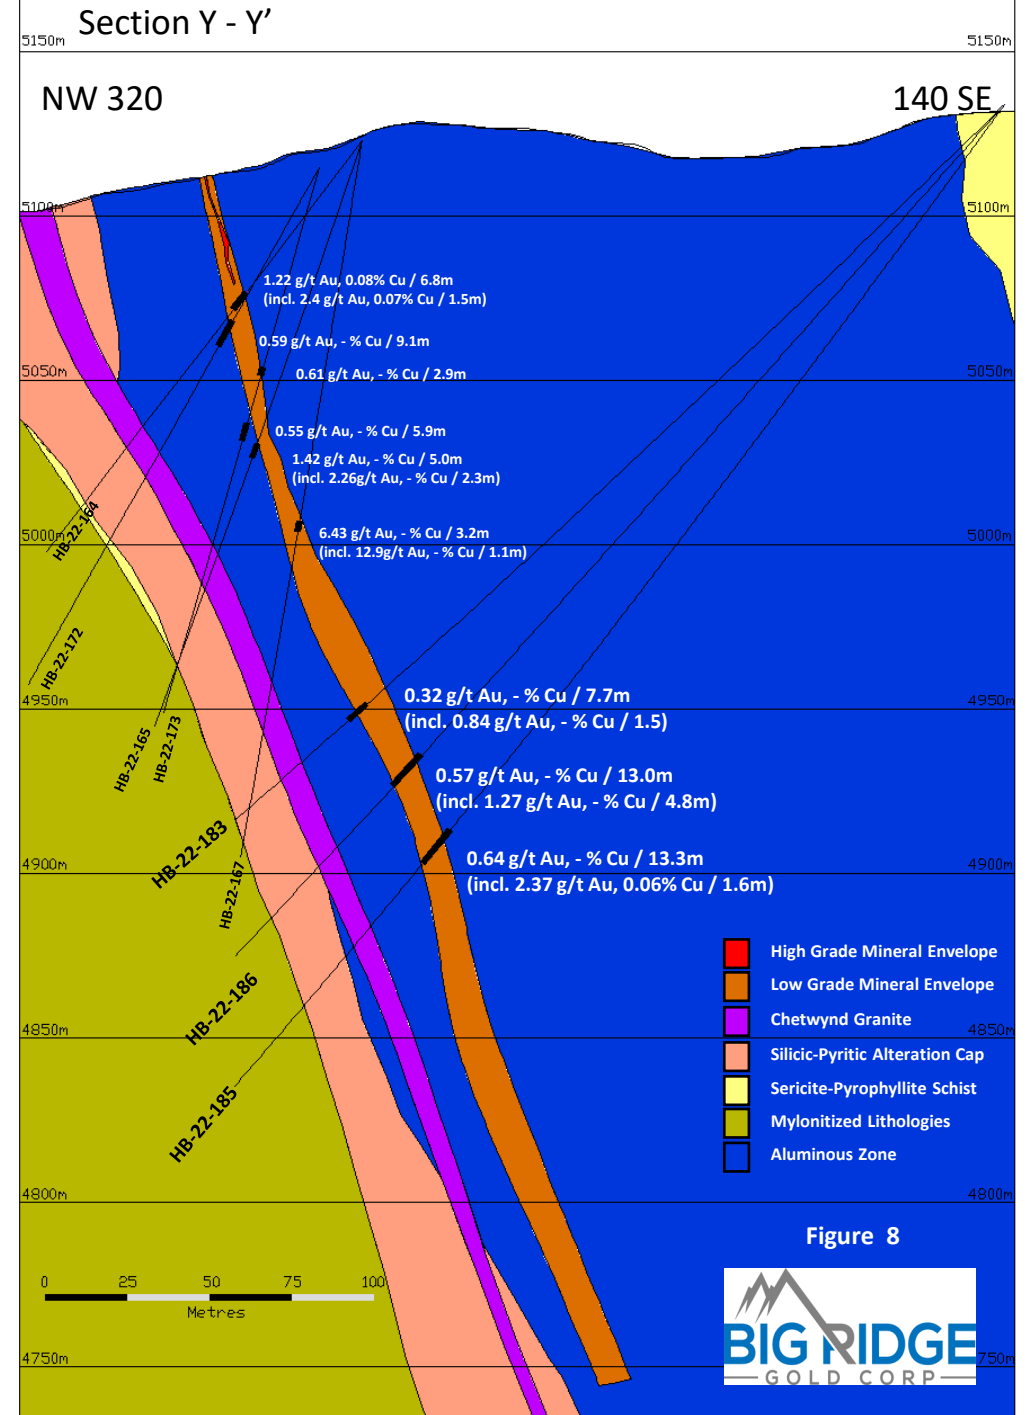 Section Y - Y’
5150m
5150m
NW 320
140 SE
5100m
5100m
1.22 g/t Au, 0.08% Cu / 6.8m
(incl. 2.4 g/t Au, 0.07% Cu / 1.5m)
0.59 g/t Au, - % Cu / 9.1m
0.61 g/t Au, - % Cu / 2.9m
5050m
5050m
0.55 g/t Au, - % Cu / 5.9m
1.42 g/t Au, - % Cu / 5.0m
(incl. 2.26g/t Au, - % Cu / 2.3m)
HB-22-164
6.43 g/t Au, - % Cu / 3.2m
(incl. 12.9g/t Au, - % Cu / 1.1m)
5000m
5000m
HB-22-172
0.32 g/t Au, - % Cu / 7.7m
(incl. 0.84 g/t Au, - % Cu / 1.5)
4950m
4950m
HB-22-165
HB-22-173
0.57 g/t Au, - % Cu / 13.0m
(incl. 1.27 g/t Au, - % Cu / 4.8m)
HB-22-183
0.64 g/t Au, - % Cu / 13.3m
(incl. 2.37 g/t Au, 0.06% Cu / 1.6m)
4900m
4900m
HB-22-167
High Grade Mineral Envelope
Low Grade Mineral Envelope
HB-22-186
Chetwynd Granite
4850m
4850m
Silicic-Pyritic Alteration Cap
Sericite-Pyrophyllite Schist
HB-22-185
Mylonitized Lithologies
Aluminous Zone
4800m
4800m
Figure 8
0 25 50 75 100
Metres
BIG RIDGE
GOLD CORP
4750m
750m